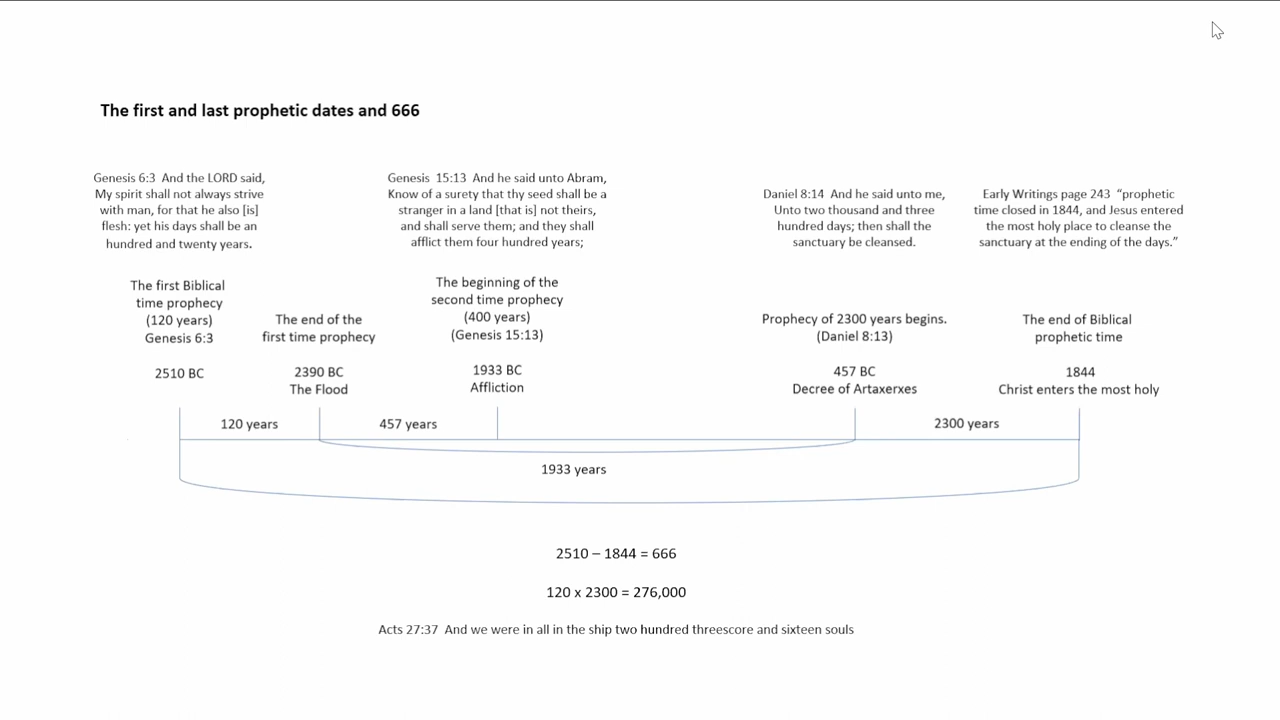 The first and last prophetic dates and 666
Genesis 6:3  And the LORD said,
My spirit shall not always strive
with man, for that he also [is]
flesh: yet his days shall be an
hundred and twenty years.
Genesis  15:13  And he said unto Abram,
Know of a surety that thy seed shall be a
stranger in a land [that is] not theirs,
and shall serve them; and they shall
afflict them four hundred years;
Daniel 8:14  And he said unto me,
Unto two thousand and three
hundred days; then shall the
sanctuary be cleansed.
Early Writings page 243  “prophetic
time closed in 1844, and Jesus entered
the most holy place to cleanse the
sanctuary at the ending of the days.”
The first Biblical
time prophecy
(120 years)
Genesis 6:3
2510 BC
The end of the
first time prophecy
2390 BC
The Flood
The beginning of the
second time prophecy
(400 years)
(Genesis 15:13)
1933 BC
Affliction
Prophecy of 2300 years begins.
(Daniel 8:13)
457 BC
Decree of Artaxerxes
The end of Biblical
prophetic time
1844
Christ enters the most holy
120 years
457 years
2300 years
1933 years
2510 – 1844 = 666
120 x 2300 = 276,000
Acts 27:37  And we were in all in the ship two hundred threescore and sixteen souls